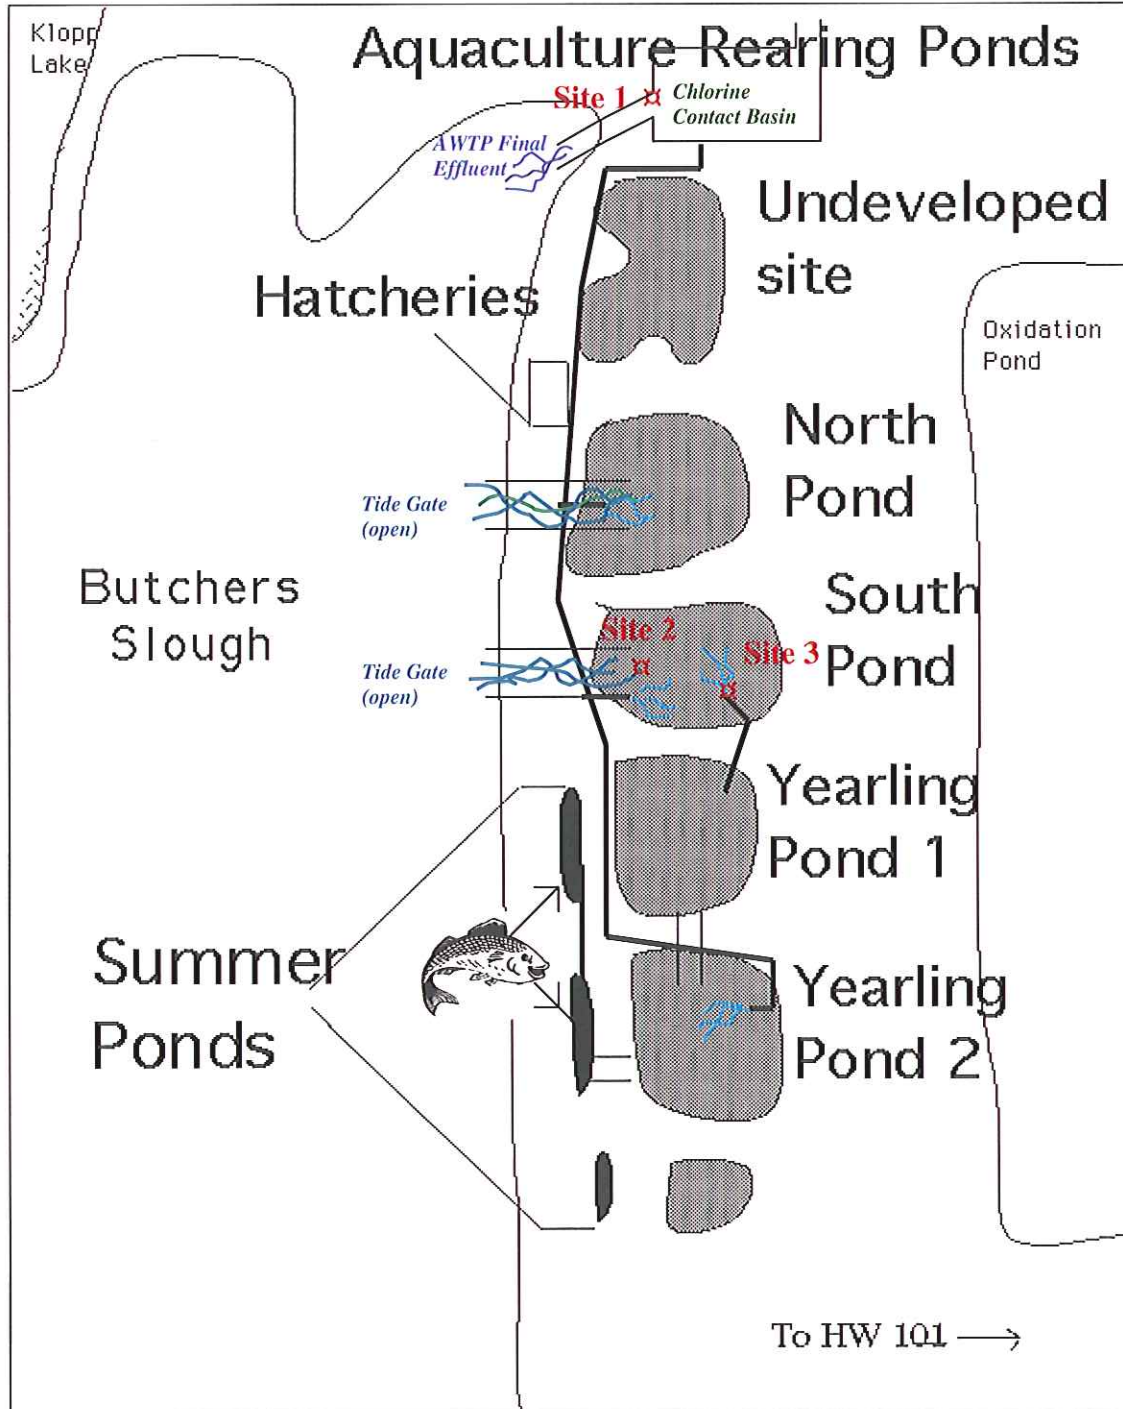 Klopp
Lake
Aquaculture Rearing Ponds
Site 1
Chlorine
Contact Basin
AWTP Final
Effluent
Undeveloped
site
Hatcheries
Oxidation
Pond
North
Pond
Tide Gate
(open)
Butchers
Slough
South
Pond
Site 2
Site 3
Tide Gate
(open)
Yearling
Pond 1
Summer
Ponds
Yearling
Pond 2
To HW 101